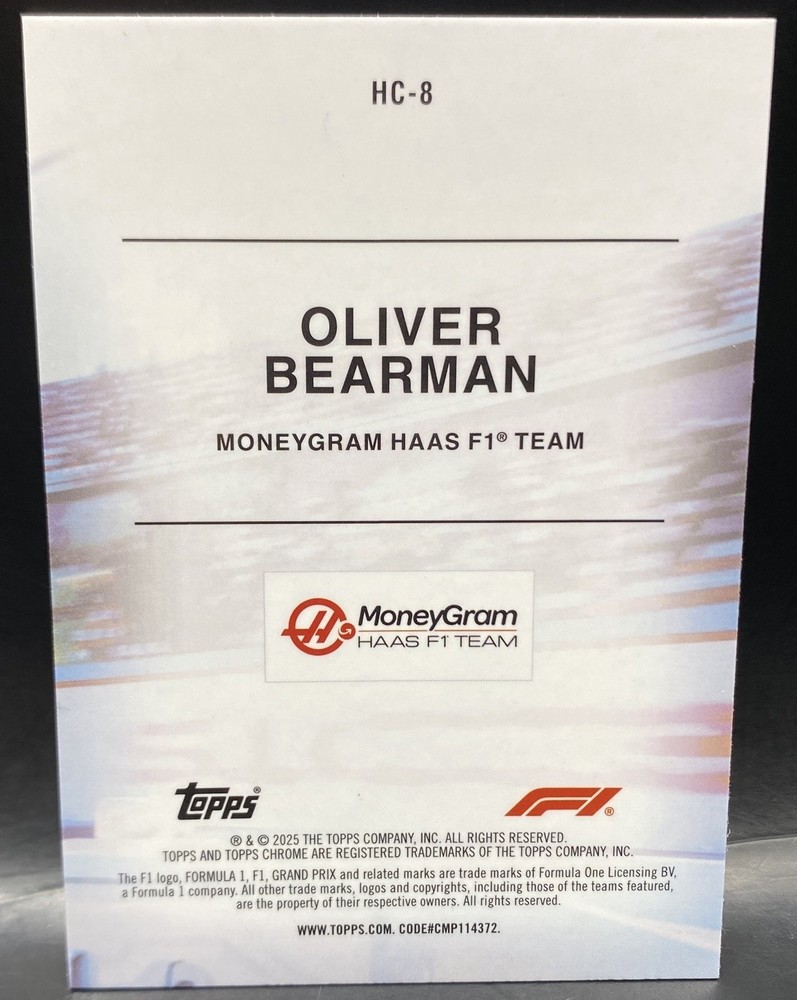 HC-8
OLIVER
BEARMAN
MONEYGRAM HAAS F1® TEAM
MoneyGram
HAAS F1 TEAM
Topps®
F1®
® & © 2025 THE TOPPS COMPANY, INC. ALL RIGHTS RESERVED.
TOPPS AND TOPPS CHROME ARE REGISTERED TRADEMARKS OF THE TOPPS COMPANY, INC.
The F1 logo, FORMULA 1, F1, GRAND PRIX and related marks are trade marks of Formula One Licensing BV,
a Formula 1 company. All other trade marks, logos and copyrights, including those of the teams featured,
are the property of their respective owners. All rights reserved.
WWW.TOPPS.COM. CODE#CMP114372.